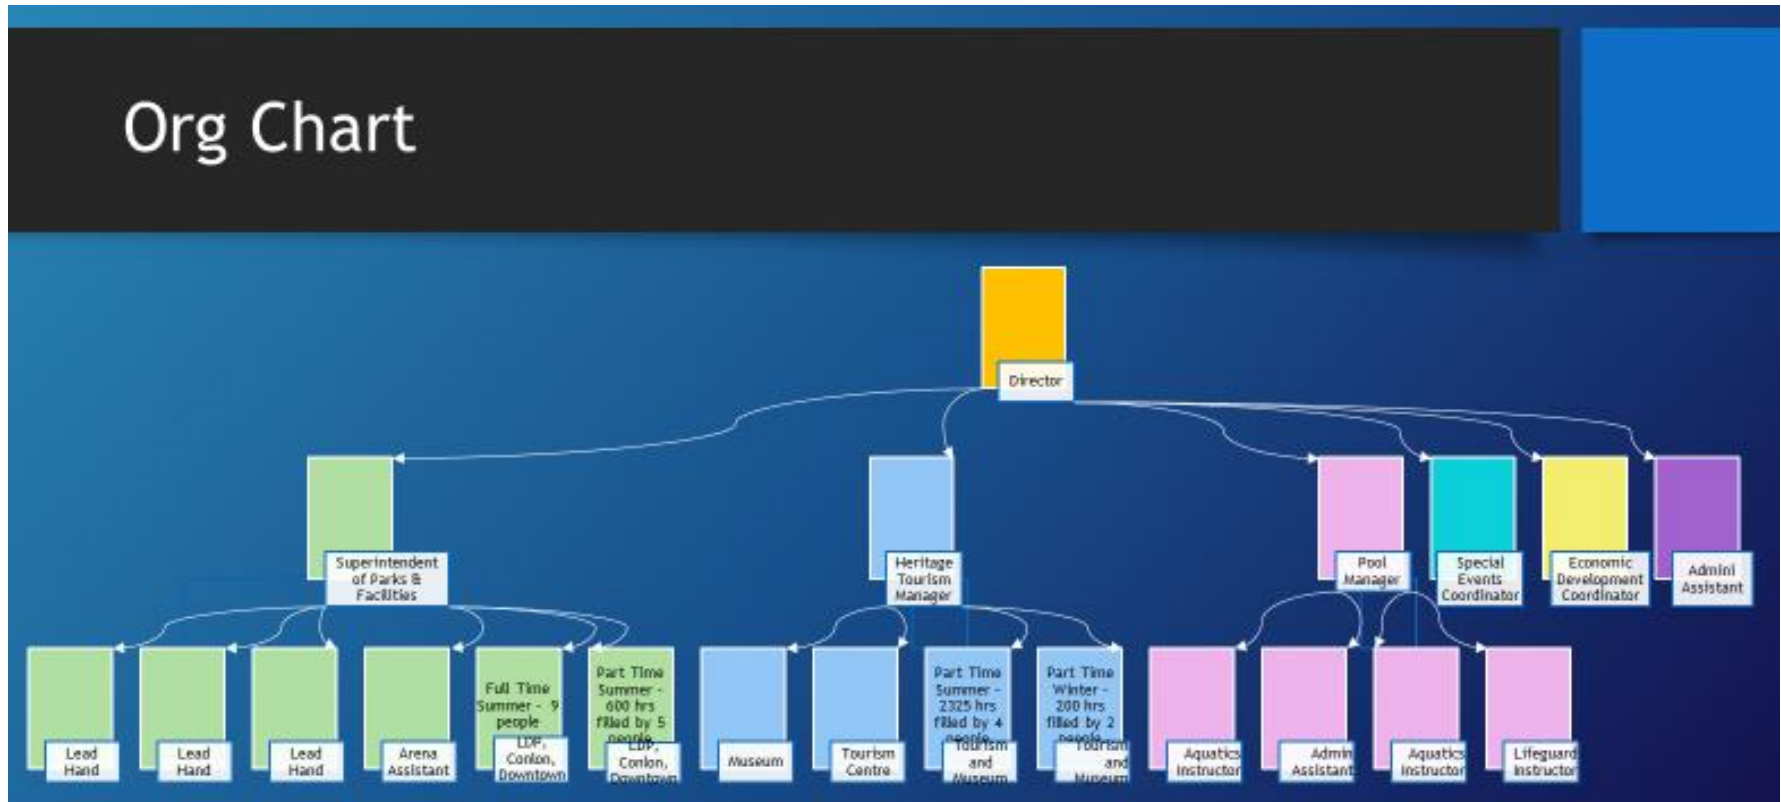 Org Chart
Director
Superintendent
of Parks &
Facilities
Heritage
Tourism
Manager
Pool
Manager
Special
Events
Coordinator
Economic
Development
Coordinator
Admini
Assistant
Lead
Hand
Lead
Hand
Lead
Hand
Arena
Assistant
Full Time
Summer - 9
people
LDP,
Conlon,
Downtown
Part Time
Summer -
600 hrs
filled by 5
people
LDP,
Conlon,
Downtown
Museum
Tourism
Centre
Part Time
Summer -
2325 hrs
filled by 4
people
Tourism
and
Museum
Part Time
Winter -
200 hrs
filled by 2
people
Tourism
and
Museum
Aquatics
Instructor
Admin
Assistant
Aquatics
Instructor
Lifeguard
Instructor